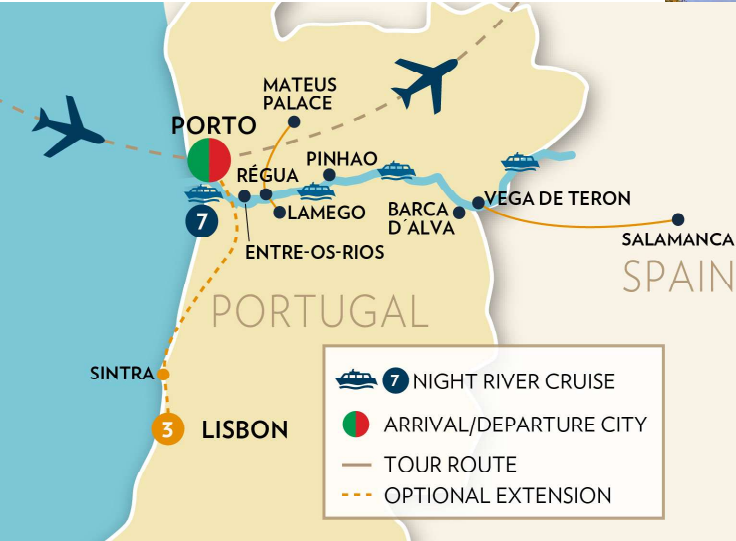 MATEUS
PALACE
PORTO
PINHAO
RÉGUA
7
LAMEGO
BARCA
D´ALVA
VEGA DE TERON
ENTRE-OS-RIOS
SALAMANCA
SPAIN
PORTUGAL
SINTRA
3 LISBON
7 NIGHT RIVER CRUISE
ARRIVAL/DEPARTURE CITY
TOUR ROUTE
OPTIONAL EXTENSION